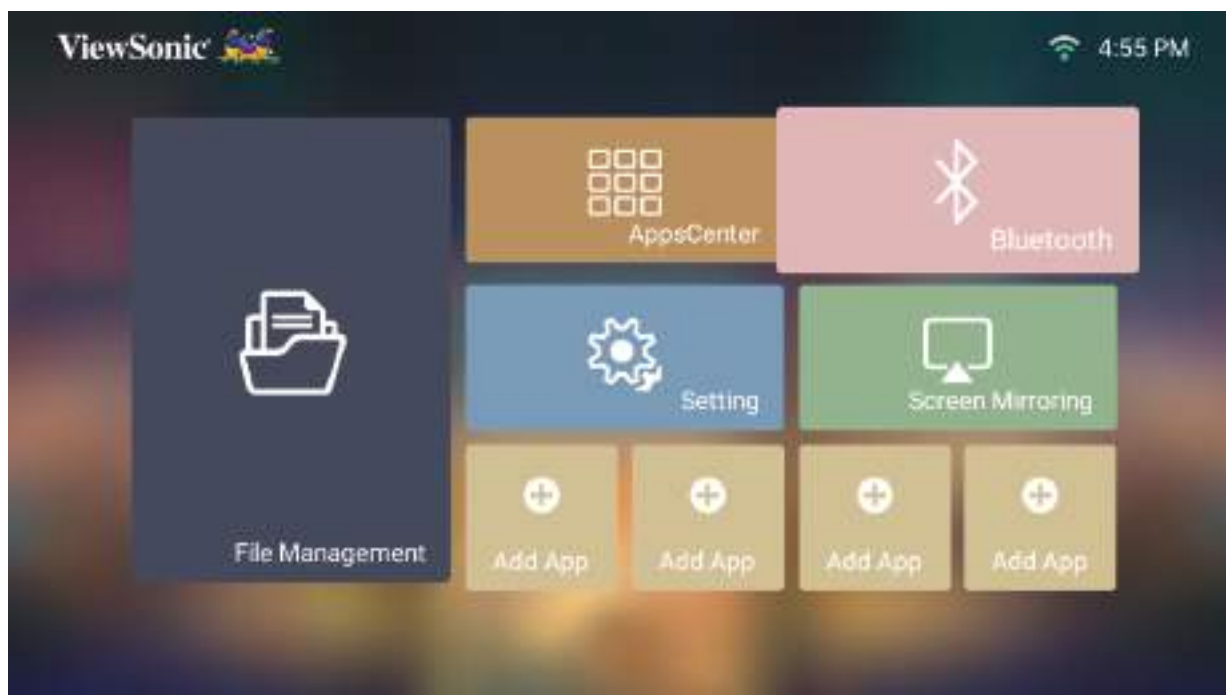 ViewSonic
4:55 PM
AppsCenter
Bluetooth
Setting
Screen Mirroring
File Management
Add App
Add App
Add App
Add App